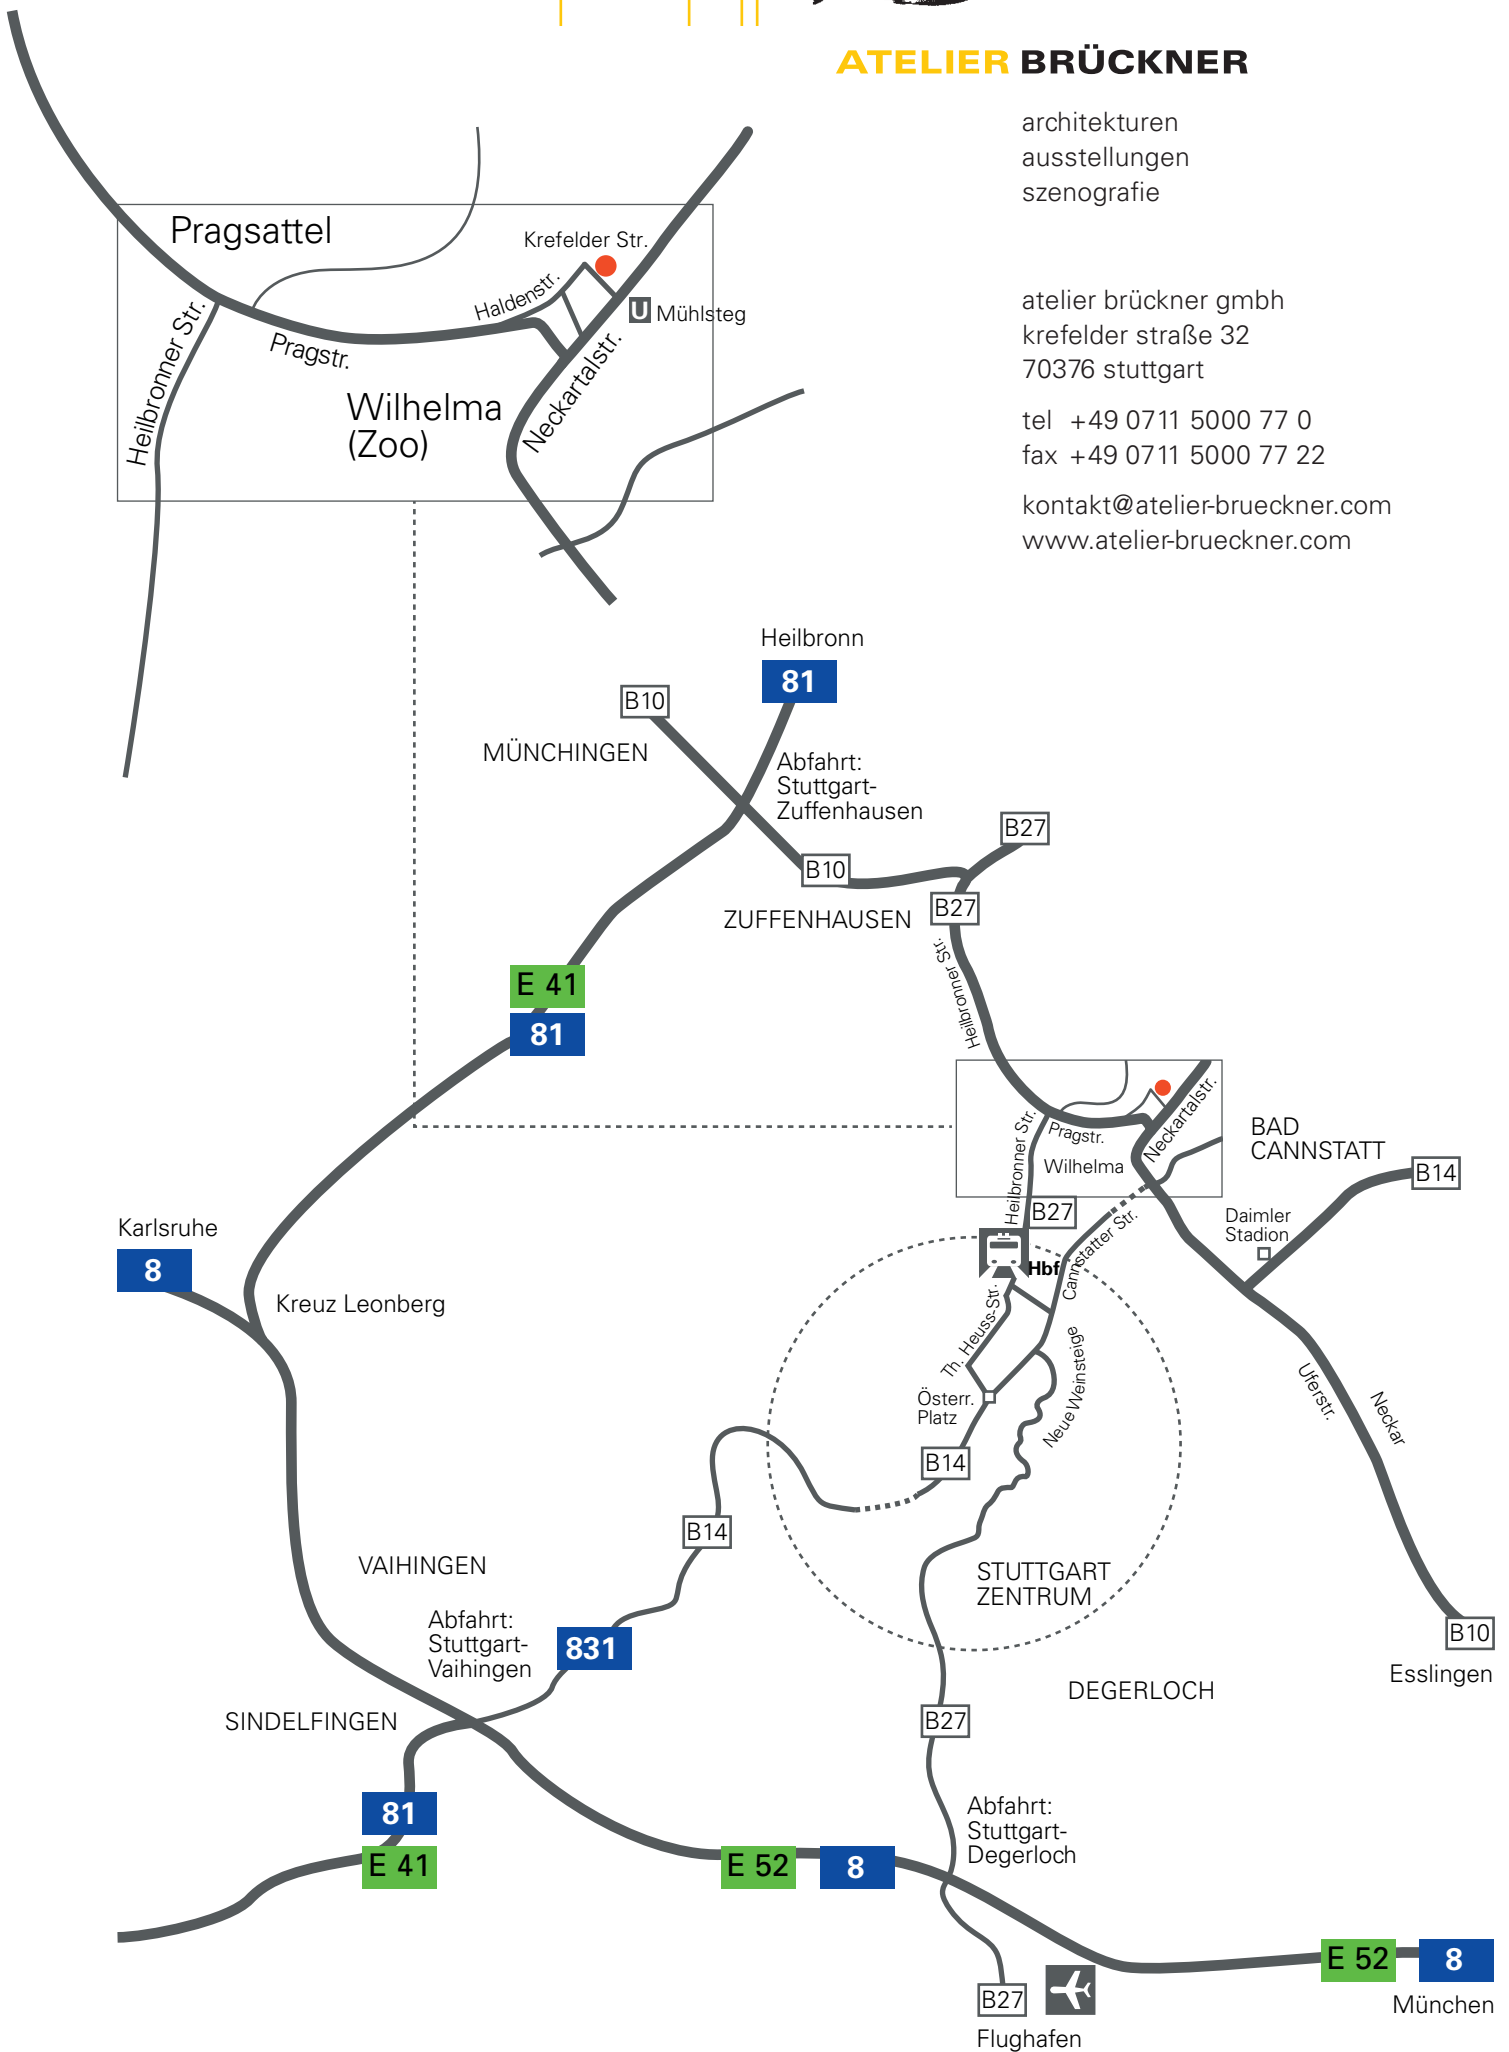 ATELIER BRÜCKNER
architekturen
ausstellungen
szenografie
atelier brückner gmbh
krefelder straße 32
70376 stuttgart
tel +49 0711 5000 77 0
fax +49 0711 5000 77 22
kontakt@atelier-brueckner.com
www.atelier-brueckner.com
Pragsattel
Krefelder Str.
Haldenstr.
U Mühlsteg
Heilbronner Str.
Pragstr.
Neckartalstr.
Wilhelma
(Zoo)
Heilbronn
81
B10
MÜNCHINGEN
Abfahrt:
Stuttgart-
Zuffenhausen
B27
B10
B27
ZUFFENHAUSEN
Heilbronner Str.
E 41
81
Heilbronner Str.
Pragstr.
Neckartalstr.
Wilhelma
BAD
CANNSTATT
B14
B27
Daimler
Stadion
Karlsruhe
8
Kreuz Leonberg
Hbf
Cannstatter Str.
Th. Heuss-Str.
Neue Weinsteige
Österr.
Platz
Uferstr.
Neckar
B14
B14
VAIHINGEN
STUTTGART
ZENTRUM
Abfahrt:
Stuttgart-
Vaihingen
831
B10
Esslingen
DEGERLOCH
SINDELFINGEN
B27
81
E 41
Abfahrt:
Stuttgart-
Degerloch
E 52
8
E 52
8
München
B27
Flughafen